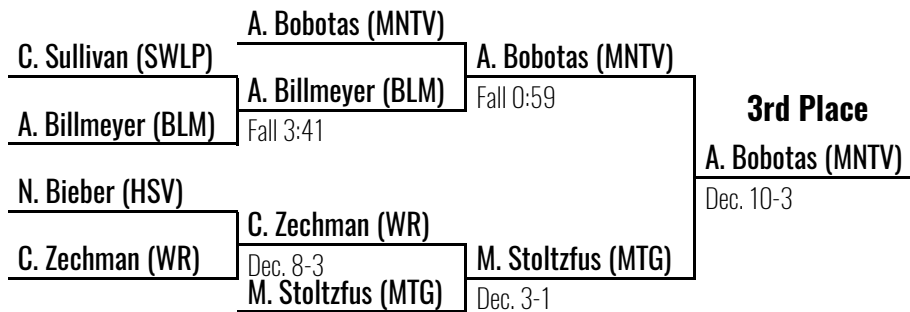 A. Bobotas (MNTV)
C. Sullivan (SWLP)
A. Bobotas (MNTV)
A. Billmeyer (BLM)
Fall 0:59
3rd Place
A. Billmeyer (BLM)
Fall 3:41
A. Bobotas (MNTV)
N. Bieber (HSV)
Dec. 10-3
C. Zechman (WR)
C. Zechman (WR)
Dec. 8-3
M. Stoltzfus (MTG)
M. Stoltzfus (MTG)
Dec. 3-1